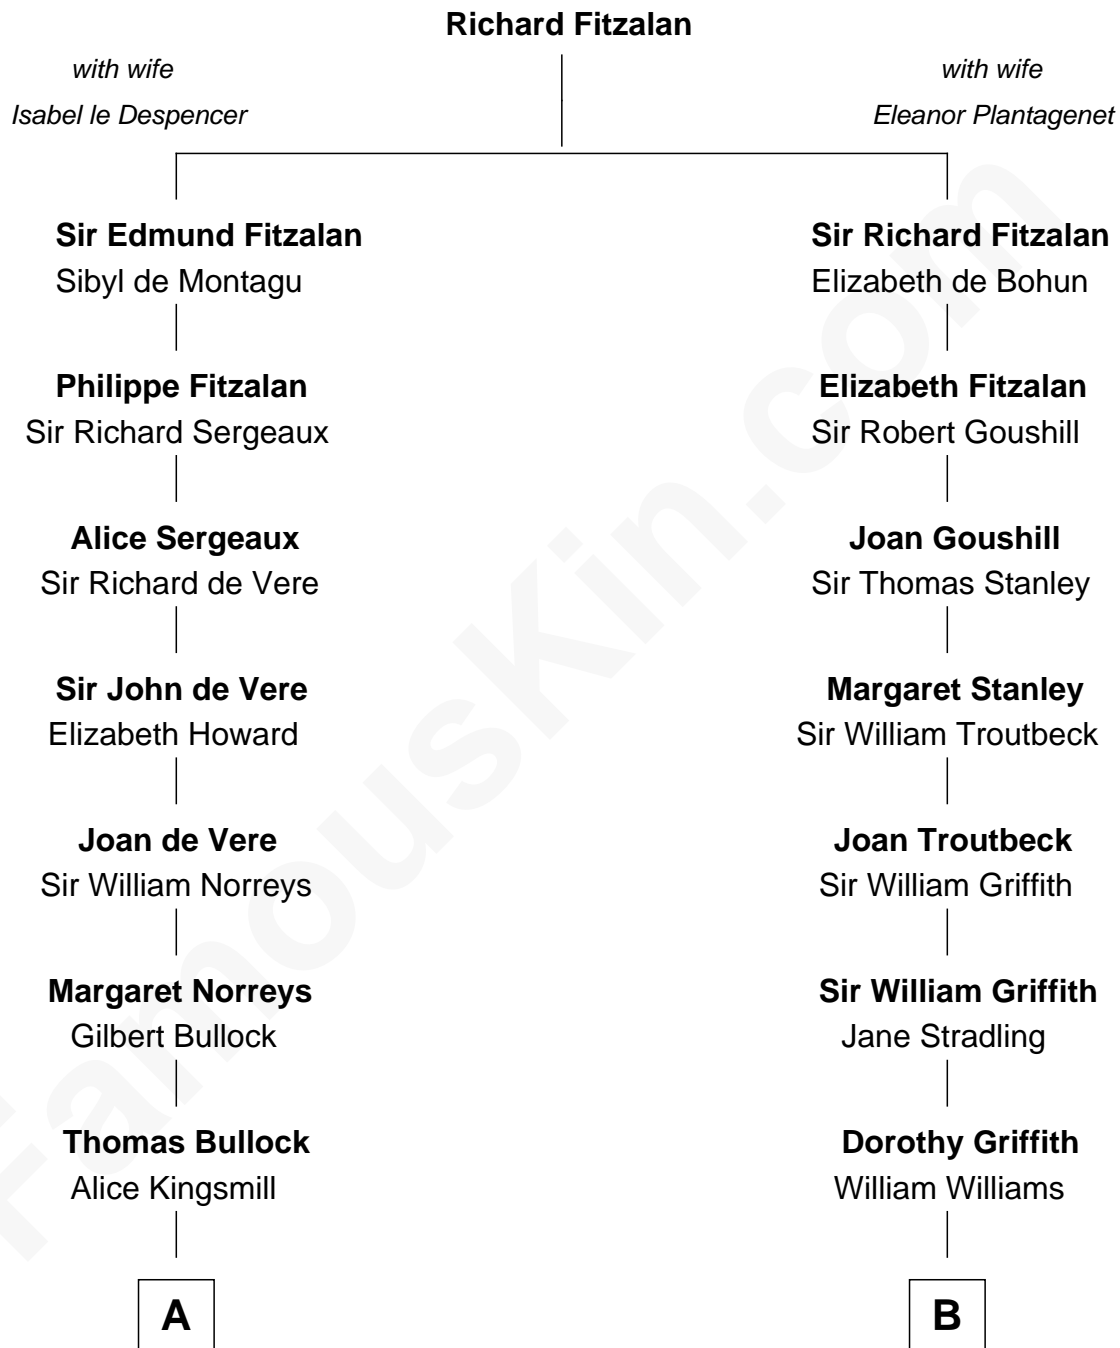 Richard Fitzalan
with wife
Isabel le Despencer
with wife
Eleanor Plantagenet
Sir Edmund Fitzalan
Sibyl de Montagu
Sir Richard Fitzalan
Elizabeth de Bohun
Philippe Fitzalan
Sir Richard Sergeaux
Elizabeth Fitzalan
Sir Robert Goushill
Alice Sergeaux
Sir Richard de Vere
Joan Goushill
Sir Thomas Stanley
Sir John de Vere
Elizabeth Howard
Margaret Stanley
Sir William Troutbeck
Joan de Vere
Sir William Norreys
Joan Troutbeck
Sir William Griffith
Margaret Norreys
Gilbert Bullock
Sir William Griffith
Jane Stradling
Thomas Bullock
Alice Kingsmill
Dorothy Griffith
William Williams
A
B
FamousKin.com